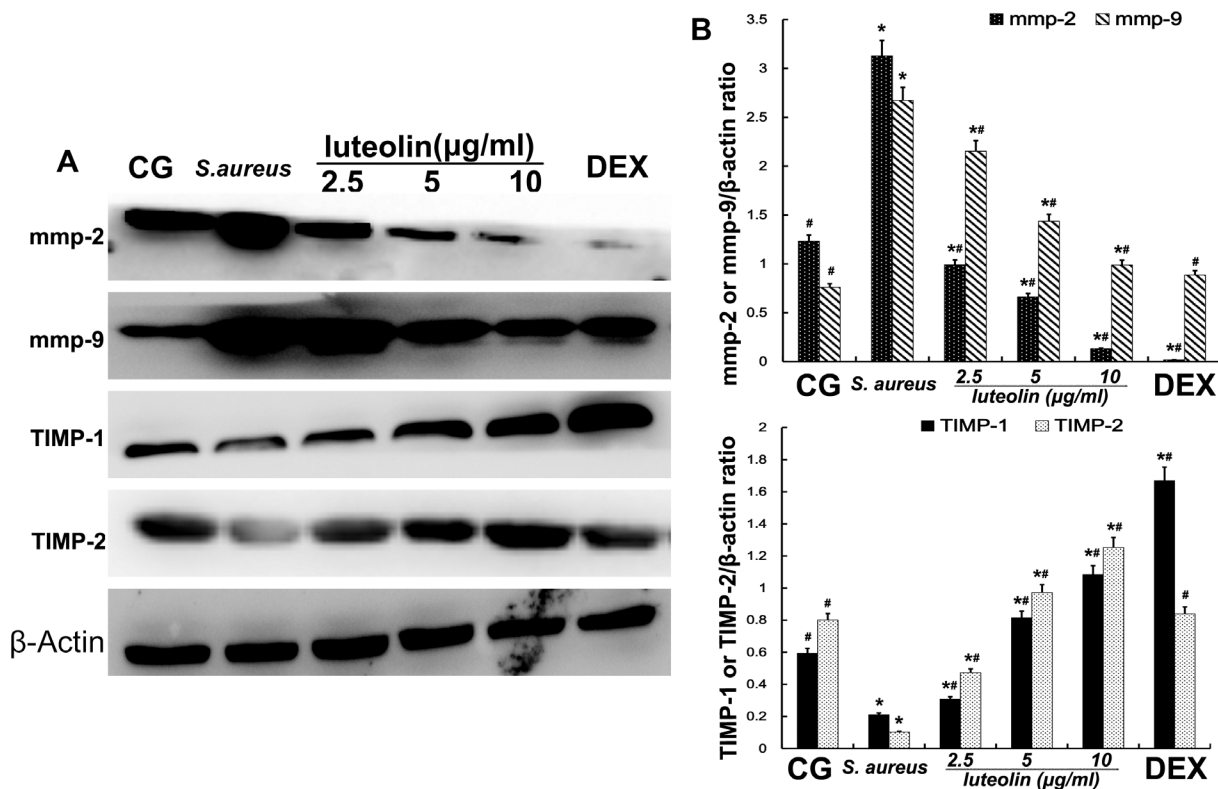 A
CG S.aureus luteolin(μg/ml) DEX
2.5 5 10
mmp-2
mmp-9
TIMP-1
TIMP-2
β-Actin
B
mmp-2 mmp-9
mmp-2 or mmp-9/β-actin ratio
3.5
3
2.5
2
1.5
1
0.5
0
# # * * *# *# *# *# *# *# *# #
CG S. aureus 2.5 5 10 DEX
luteolin (μg/ml)
TIMP-1 TIMP-2
TIMP-1 or TIMP-2/β-actin ratio
2
1.8
1.6
1.4
1.2
1
0.8
0.6
0.4
0.2
0
# # * * *# *# *# *# *# *# *# #
CG S. aureus 2.5 5 10 DEX
luteolin (μg/ml)